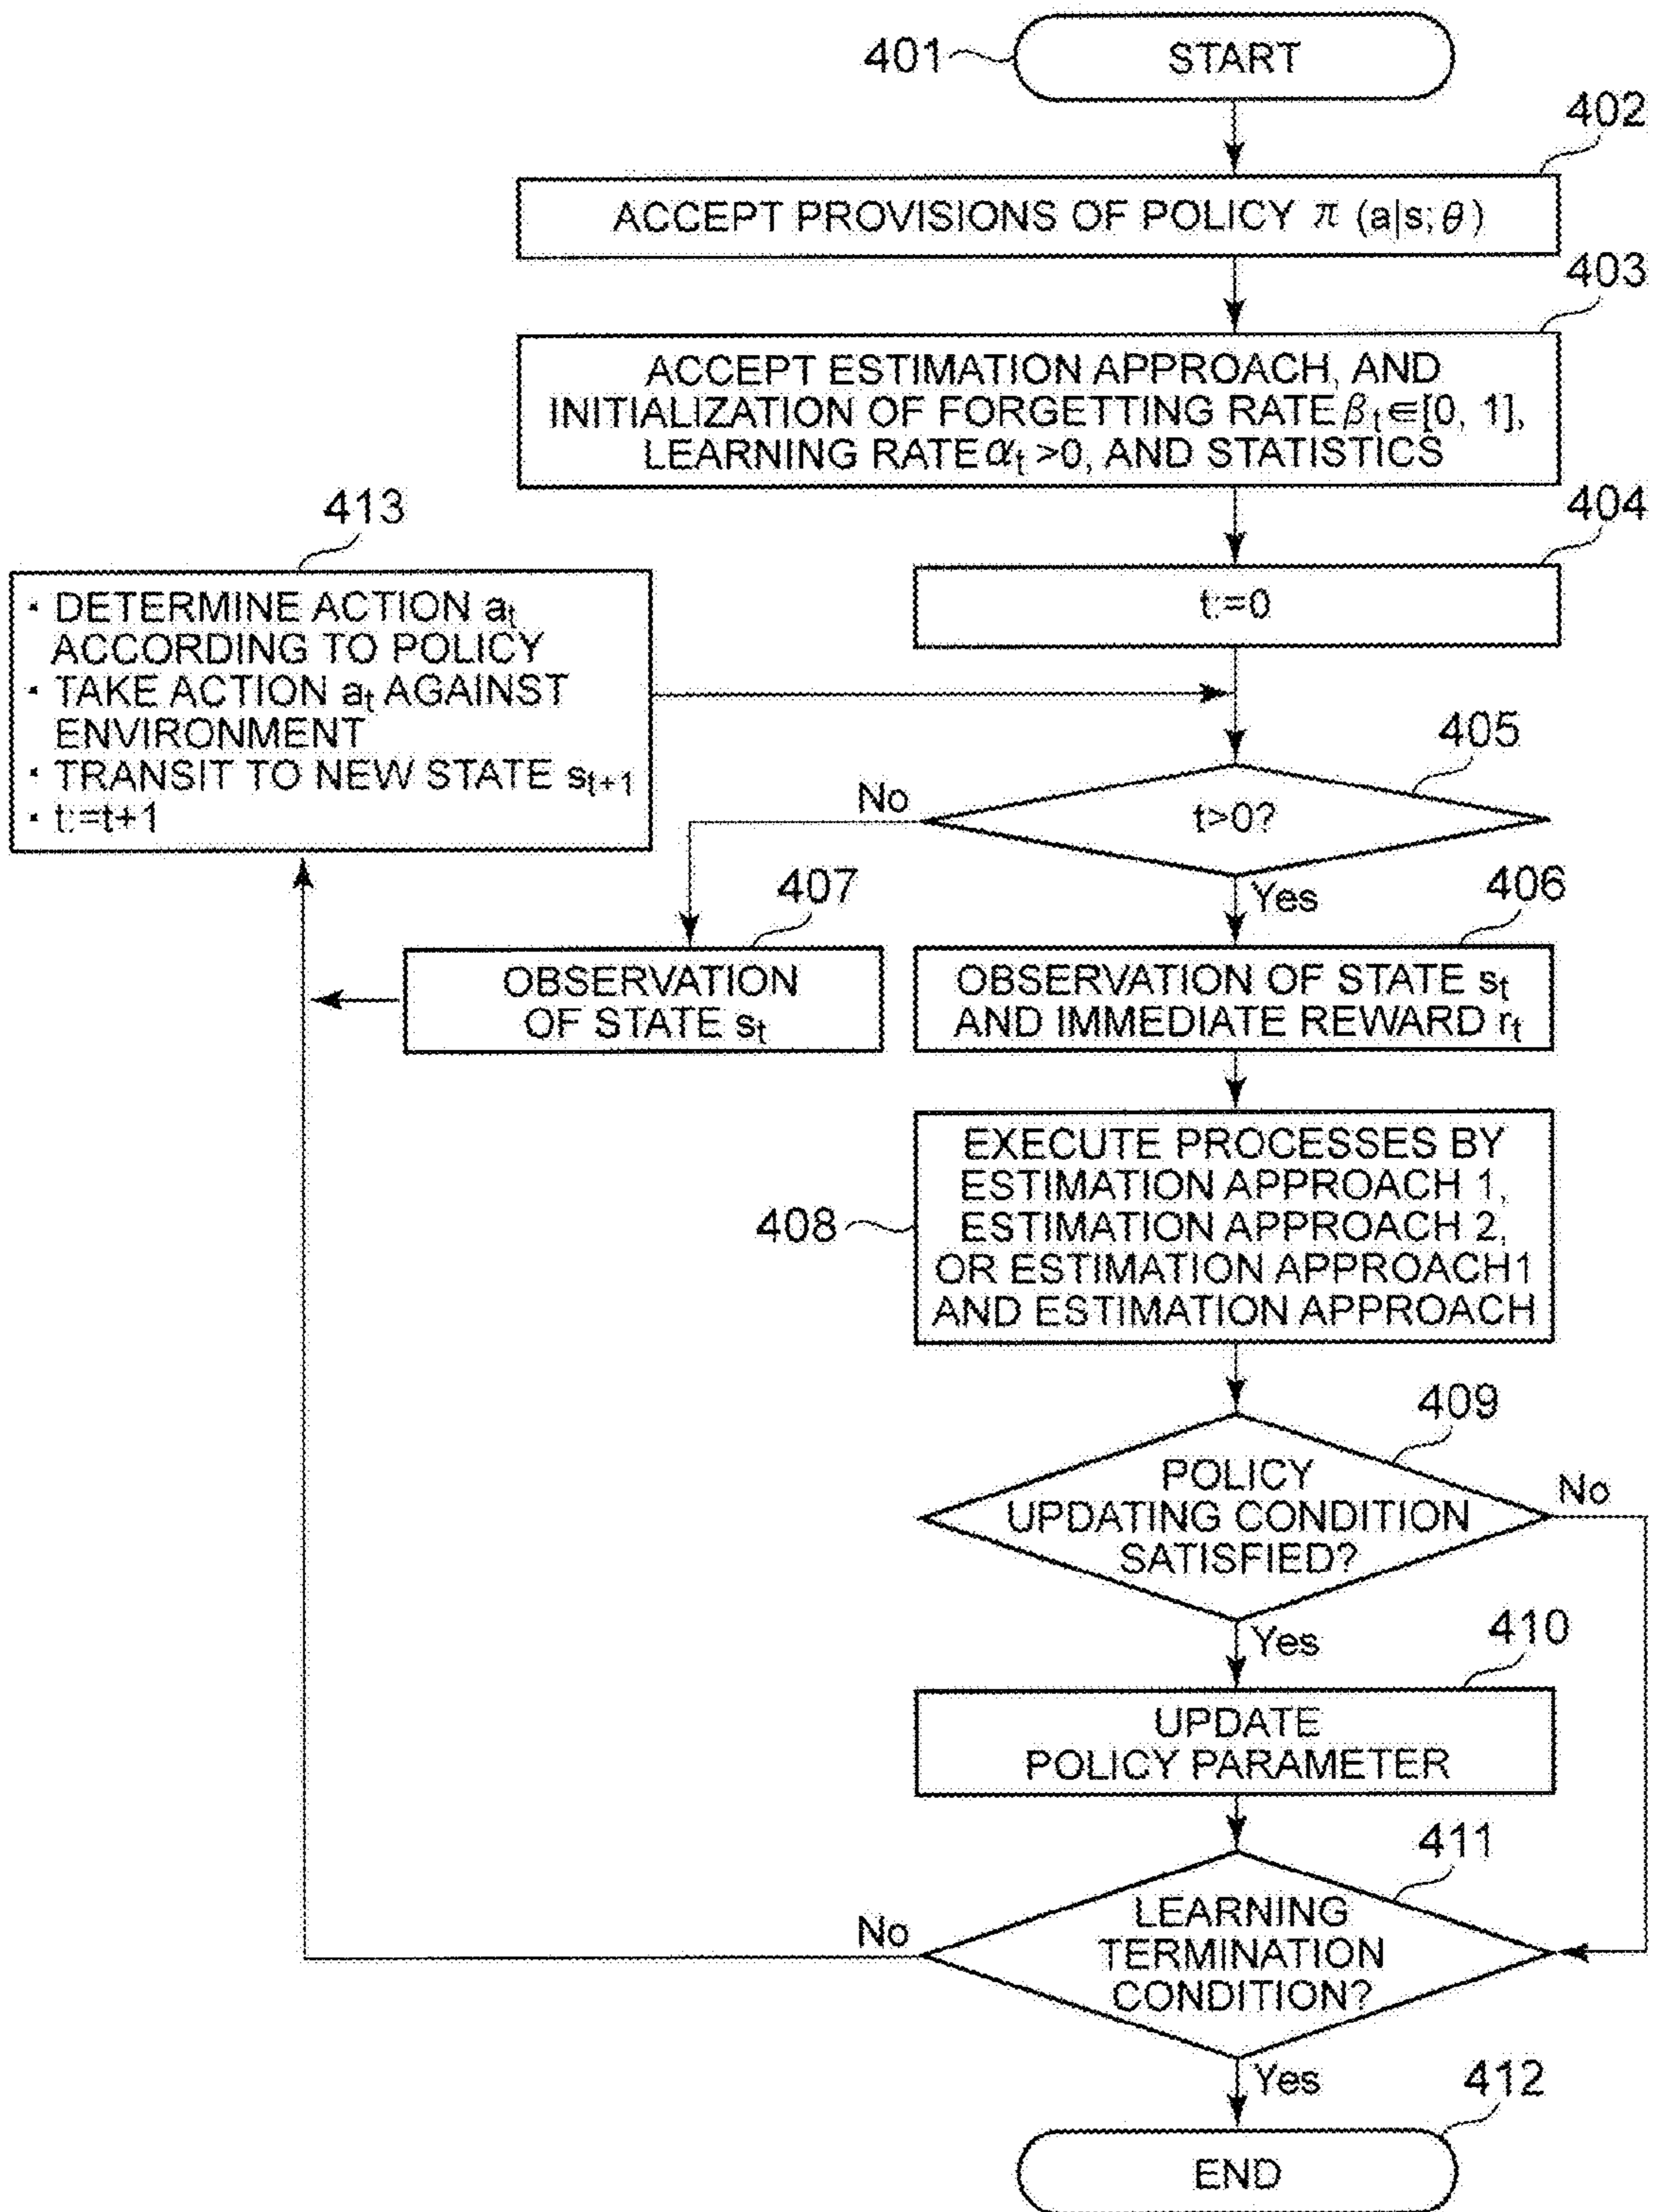 401
START
402
ACCEPT PROVISIONS OF POLICY π (a|s;θ)
403
ACCEPT ESTIMATION APPROACH, AND
INITIALIZATION OF FORGETTING RATE βt∈[0, 1],
LEARNING RATE αt >0, AND STATISTICS
404
t:=0
413
· DETERMINE ACTION at
ACCORDING TO POLICY
· TAKE ACTION at AGAINST
ENVIRONMENT
· TRANSIT TO NEW STATE st+1
· t:=t+1
405
t>0?
No
Yes
407
OBSERVATION
OF STATE st
406
OBSERVATION OF STATE st
AND IMMEDIATE REWARD rt
408
EXECUTE PROCESSES BY
ESTIMATION APPROACH 1,
ESTIMATION APPROACH 2,
OR ESTIMATION APPROACH1
AND ESTIMATION APPROACH
409
POLICY
UPDATING CONDITION
SATISFIED?
No
Yes
410
UPDATE
POLICY PARAMETER
411
LEARNING
TERMINATION
CONDITION?
No
Yes
412
END